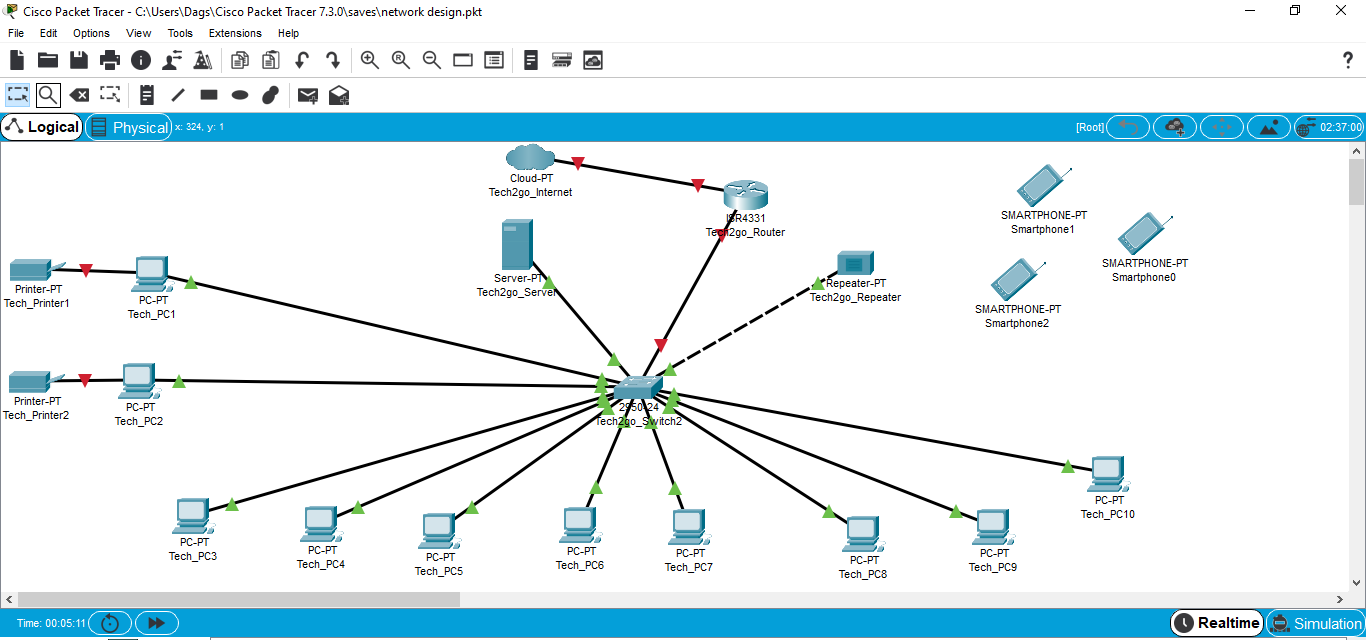 Cisco Packet Tracer - C:\Users\Dags\Cisco Packet Tracer 7.3.0\saves\network design.pkt
File Edit Options View Tools Extensions Help
?
Logical Physical x: 324, y: 1 [Root] 02:37:00
Cloud-PT
Tech2go_Internet
ISR4331
Tech2go_Router
SMARTPHONE-PT
Smartphone1
SMARTPHONE-PT
Smartphone0
Server-PT
Tech2go_Server
Repeater-PT
Tech2go_Repeater
SMARTPHONE-PT
Smartphone2
Printer-PT
Tech_Printer1
PC-PT
Tech_PC1
Printer-PT
Tech_Printer2
PC-PT
Tech_PC2
2950-24
Tech2go_Switch2
PC-PT
Tech_PC3
PC-PT
Tech_PC4
PC-PT
Tech_PC5
PC-PT
Tech_PC6
PC-PT
Tech_PC7
PC-PT
Tech_PC8
PC-PT
Tech_PC9
PC-PT
Tech_PC10
Time: 00:05:11 Realtime Simulation